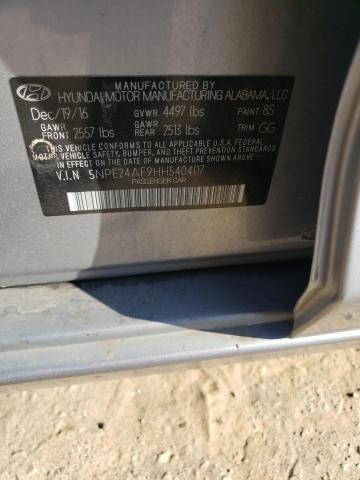 MANUFACTURED BY
HYUNDAI MOTOR MANUFACTURING ALABAMA, LLC
Dec/19/16 GVWR 4497 lbs PAINT 8S
GAWR FRONT 2557 lbs GAWR REAR 2513 lbs TRIM GG
THIS VEHICLE CONFORMS TO ALL APPLICABLE U.S.A. FEDERAL
MOTOR VEHICLE SAFETY, BUMPER, AND THEFT PREVENTION STANDARDS
IN EFFECT ON THE DATE OF MANUFACTURE SHOWN ABOVE.
V.I.N 5NPE24AF9HH540407
PASSENGER CAR